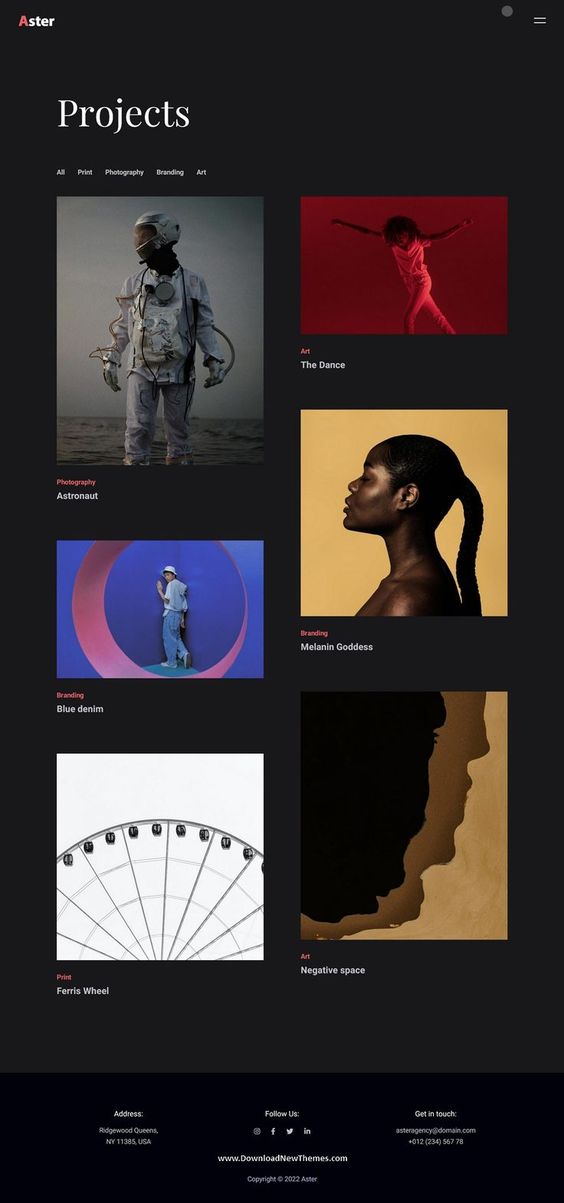 Aster
Projects
All Print Photography Branding Art
Photography
Astronaut
Art
The Dance
Branding
Melanin Goddess
Branding
Blue denim
Print
Ferris Wheel
Art
Negative space
Address:
Ridgewood Queens,
NY 11385, USA
Follow Us:
Get in touch:
asteragency@domain.com
+012 (234) 567 78
www.DownloadNewThemes.com
Copyright © 2022 Aster